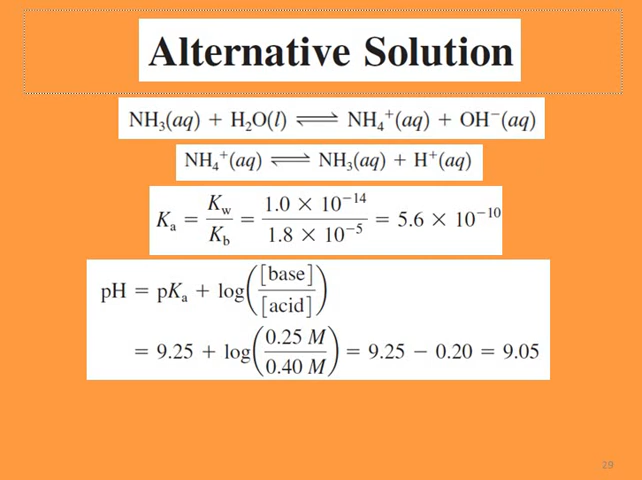 Alternative Solution
NH₃(aq) + H₂O(l) ⇌ NH₄⁺(aq) + OH⁻(aq)
NH₄⁺(aq) ⇌ NH₃(aq) + H⁺(aq)
Kₐ = K_w / K_b = 1.0 × 10⁻¹⁴ / 1.8 × 10⁻⁵ = 5.6 × 10⁻¹⁰
pH = pKₐ + log([base] / [acid])
= 9.25 + log(0.25 M / 0.40 M) = 9.25 − 0.20 = 9.05
29